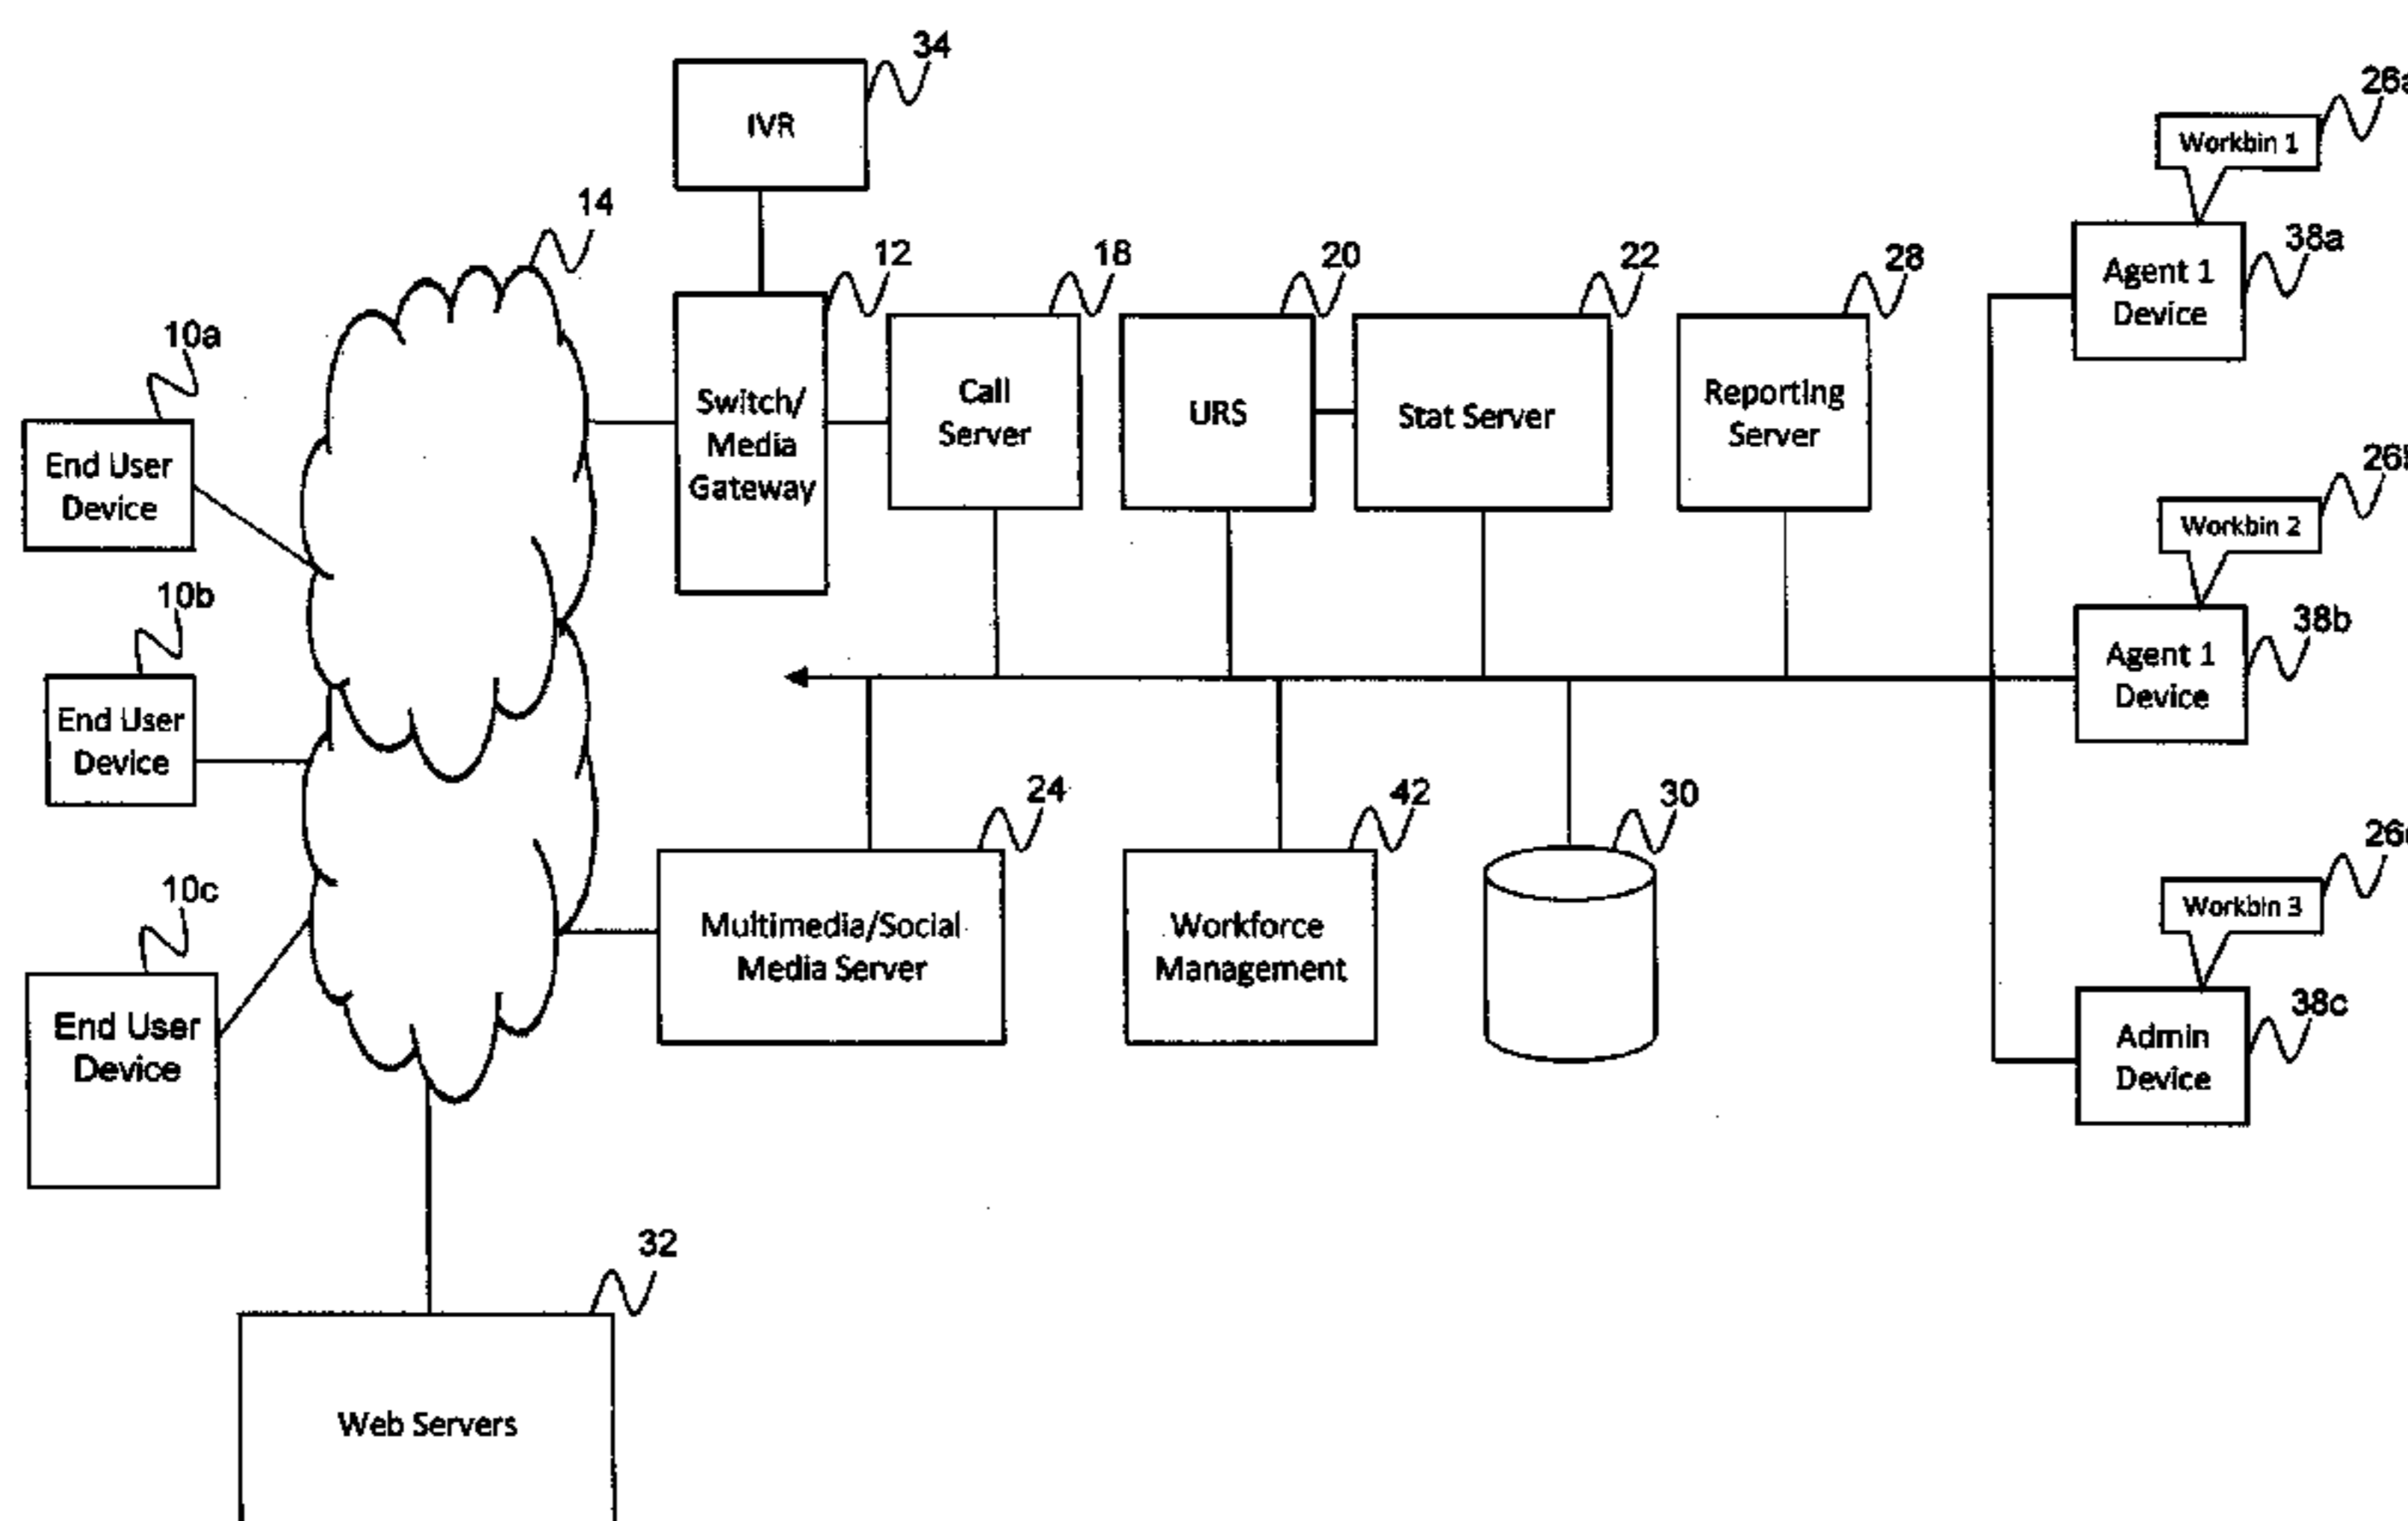 34
IVR
26a
Workbin 1
14
12
18
20
22
28
38a
Agent 1
Device
10a
End User
Device
Switch/
Media
Gateway
Call
Server
URS
Stat Server
Reporting
Server
26b
Workbin 2
10b
End User
Device
38b
Agent 1
Device
24
Multimedia/Social
Media Server
42
Workforce
Management
30
26c
Workbin 3
10c
End User
Device
38c
Admin
Device
32
Web Servers